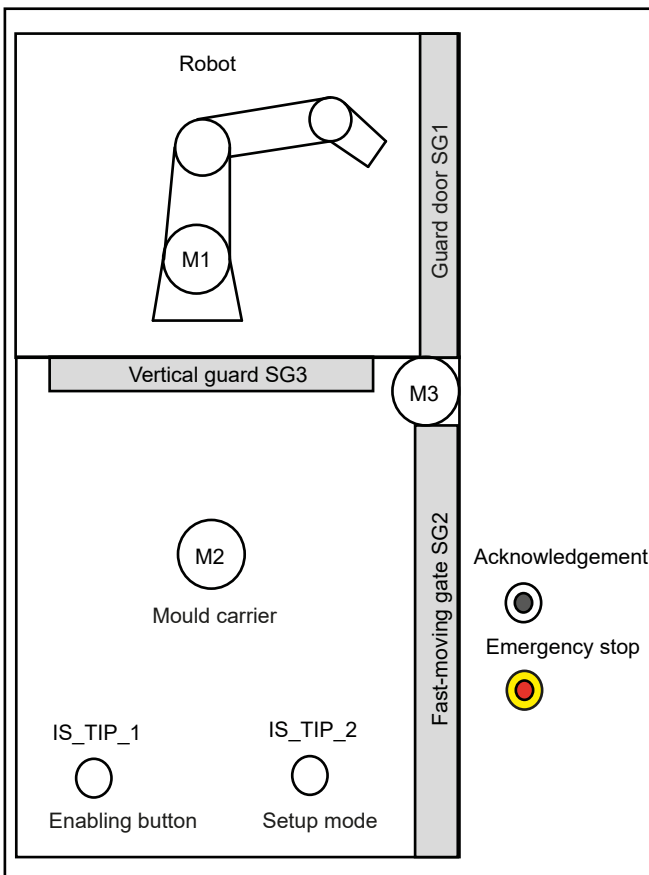 Robot
Guard door SG1
M1
Vertical guard SG3
M3
M2
Mould carrier
Fast-moving gate SG2
Acknowledgement
Emergency stop
IS_TIP_1
IS_TIP_2
Enabling button
Setup mode